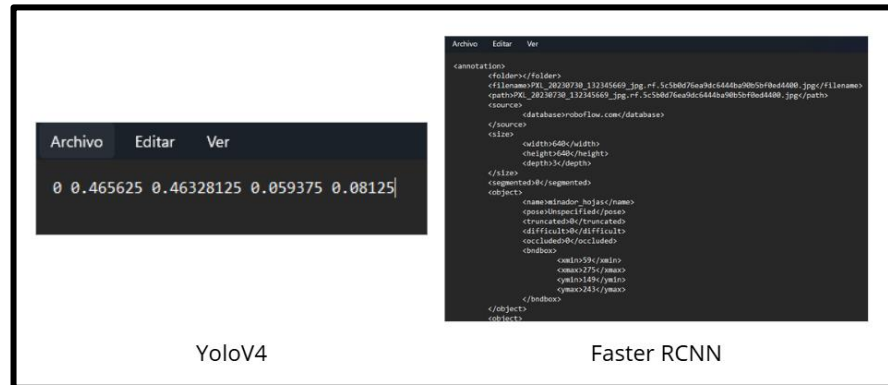 Archivo Editar Ver
0 0.465625 0.46328125 0.059375 0.08125
YoloV4
Archivo Editar Ver
<annotation>
<folder></folder>
<filename>PXL_20230730_132345669_jpg.rf.5c5b0d76ea9dc6444ba90b5bf0ed4400.jpg</filename>
<path>PXL_20230730_132345669_jpg.rf.5c5b0d76ea9dc6444ba90b5bf0ed4400.jpg</path>
<source>
<database>roboflow.com</database>
</source>
<size>
<width>640</width>
<height>640</height>
<depth>3</depth>
</size>
<segmented>0</segmented>
<object>
<name>minador_hojas</name>
<pose>Unspecified</pose>
<truncated>0</truncated>
<difficult>0</difficult>
<occluded>0</occluded>
<bndbox>
<xmin>59</xmin>
<xmax>275</xmax>
<ymin>149</ymin>
<ymax>243</ymax>
</bndbox>
</object>
<object>
Faster RCNN